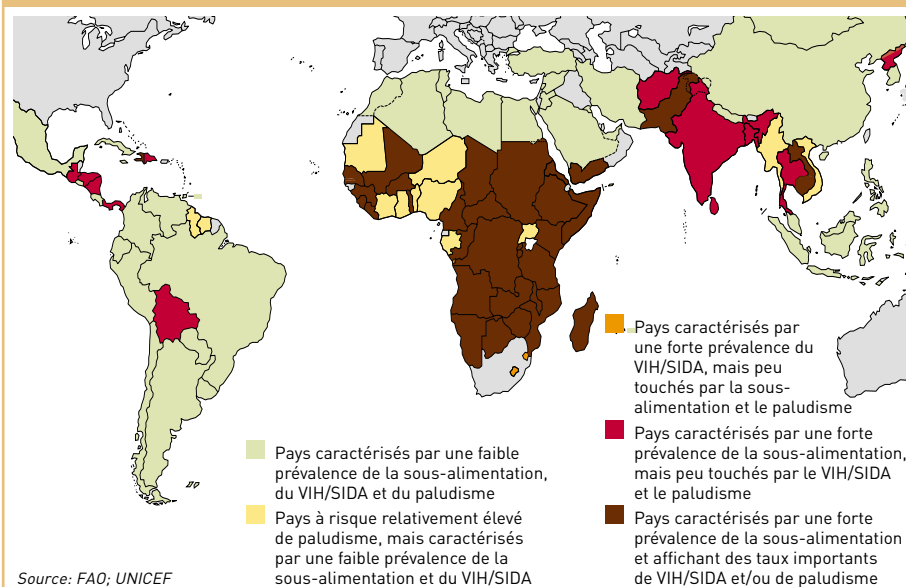 Pays caractérisés par une faible
prévalence de la sous-alimentation,
du VIH/SIDA et du paludisme
Pays à risque relativement élevé
de paludisme, mais caractérisés
par une faible prévalence de la
sous-alimentation et du VIH/SIDA
Pays caractérisés par
une forte prévalence du
VIH/SIDA, mais peu
touchés par la sous-
alimentation et le paludisme
Pays caractérisés par une forte
prévalence de la sous-alimentation,
mais peu touchés par le VIH/SIDA
et le paludisme
Pays caractérisés par une forte
prévalence de la sous-alimentation
et affichant des taux importants
de VIH/SIDA et/ou de paludisme
Source: FAO; UNICEF